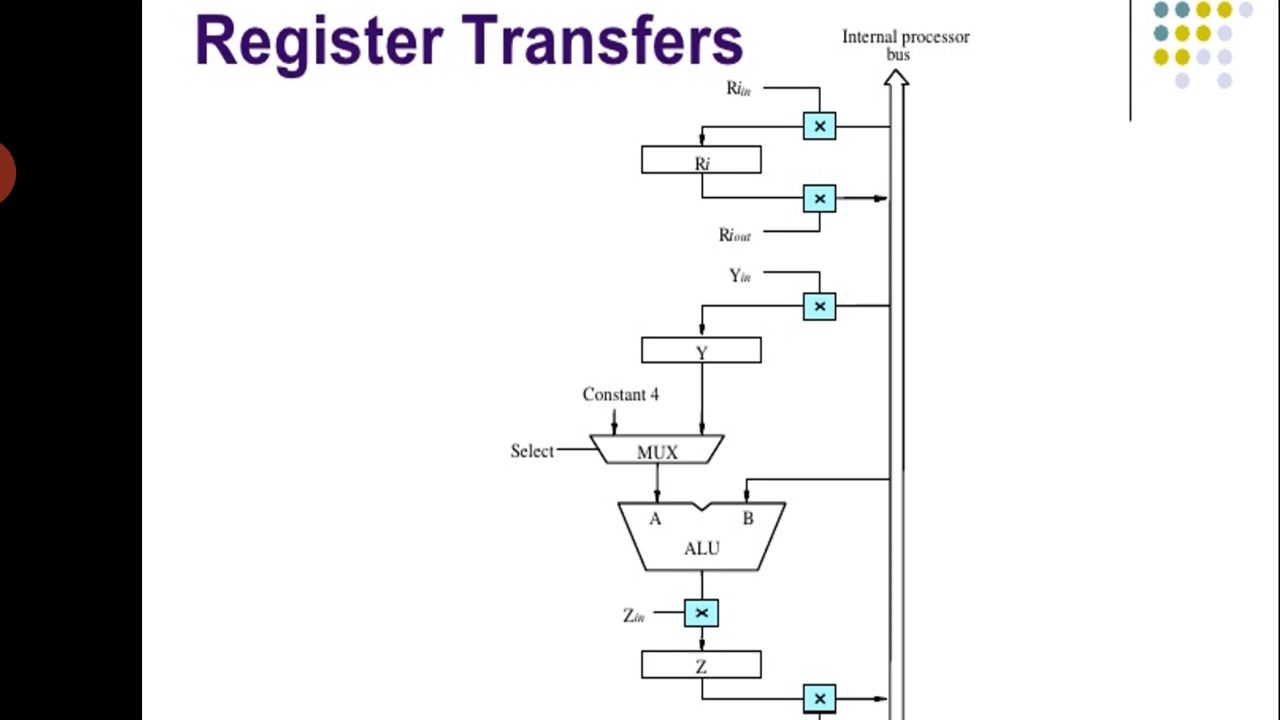 Register Transfers
Internal processor
bus
Riin
Ri
Riout
Yin
Y
Constant 4
Select
MUX
A
B
ALU
Zin
Z